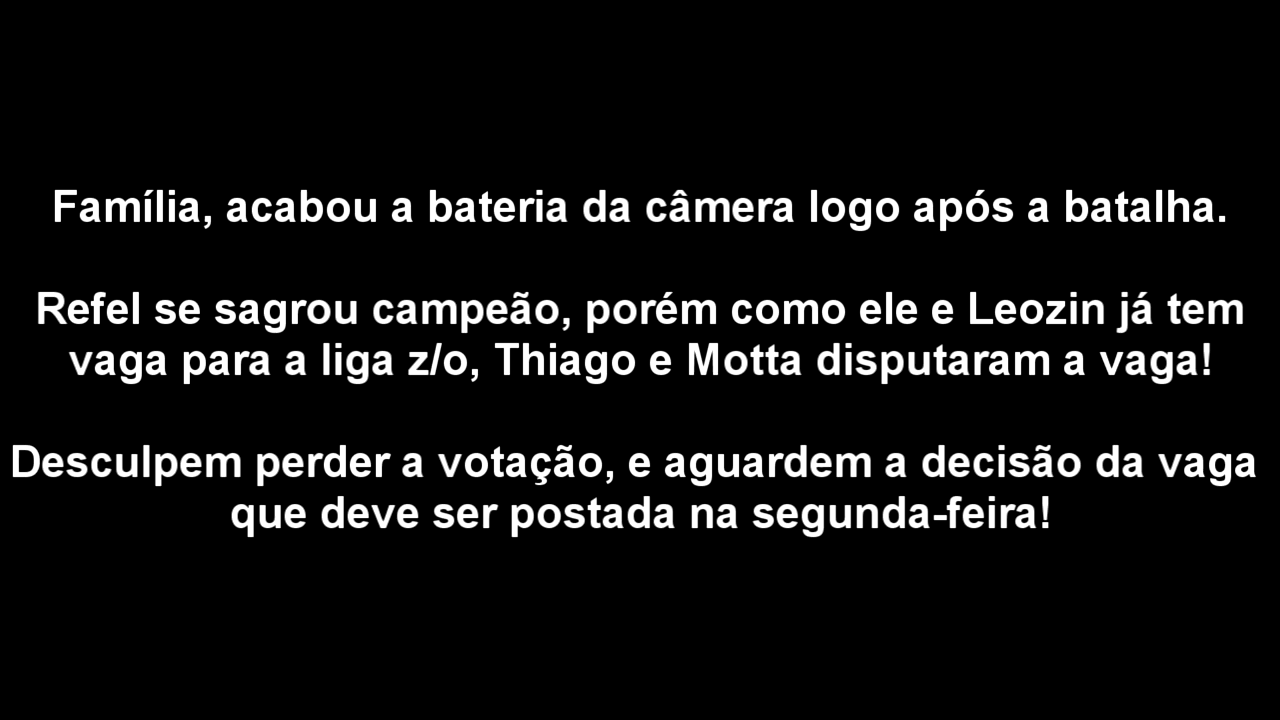 Família, acabou a bateria da câmera logo após a batalha.
Refel se sagrou campeão, porém como ele e Leozin já tem
vaga para a liga z/o, Thiago e Motta disputaram a vaga!
Desculpem perder a votação, e aguardem a decisão da vaga
que deve ser postada na segunda-feira!